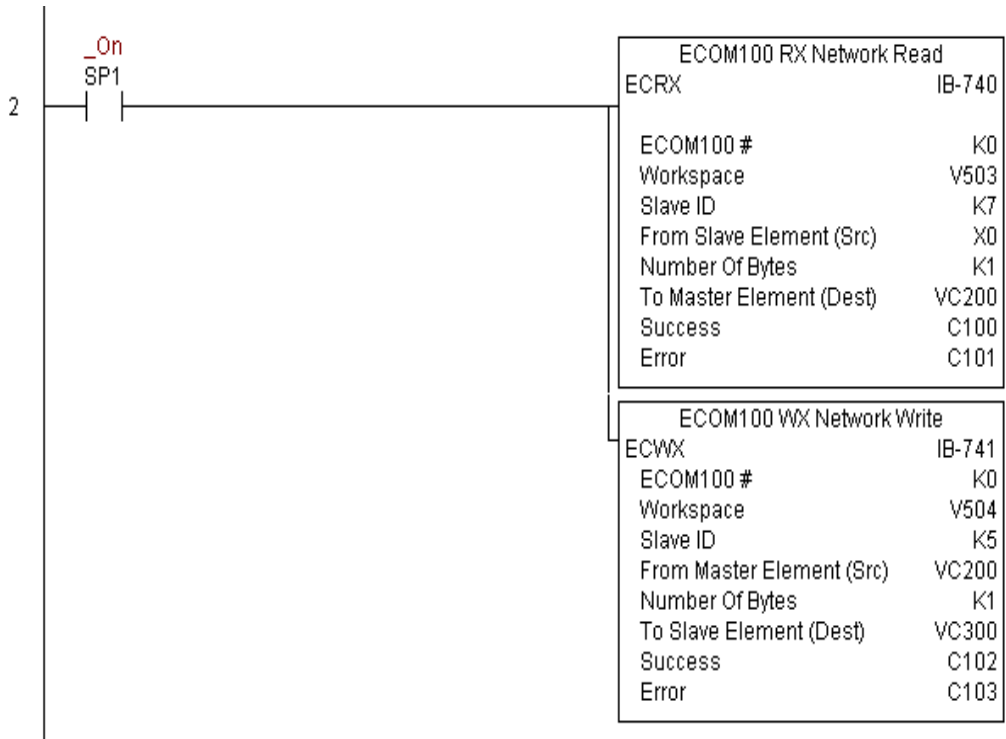 _On
SP1
2
ECOM100 RX Network Read
ECRX IB-740
ECOM100 # K0
Workspace V503
Slave ID K7
From Slave Element (Src) X0
Number Of Bytes K1
To Master Element (Dest) VC200
Success C100
Error C101
ECOM100 WX Network Write
ECWX IB-741
ECOM100 # K0
Workspace V504
Slave ID K5
From Master Element (Src) VC200
Number Of Bytes K1
To Slave Element (Dest) VC300
Success C102
Error C103